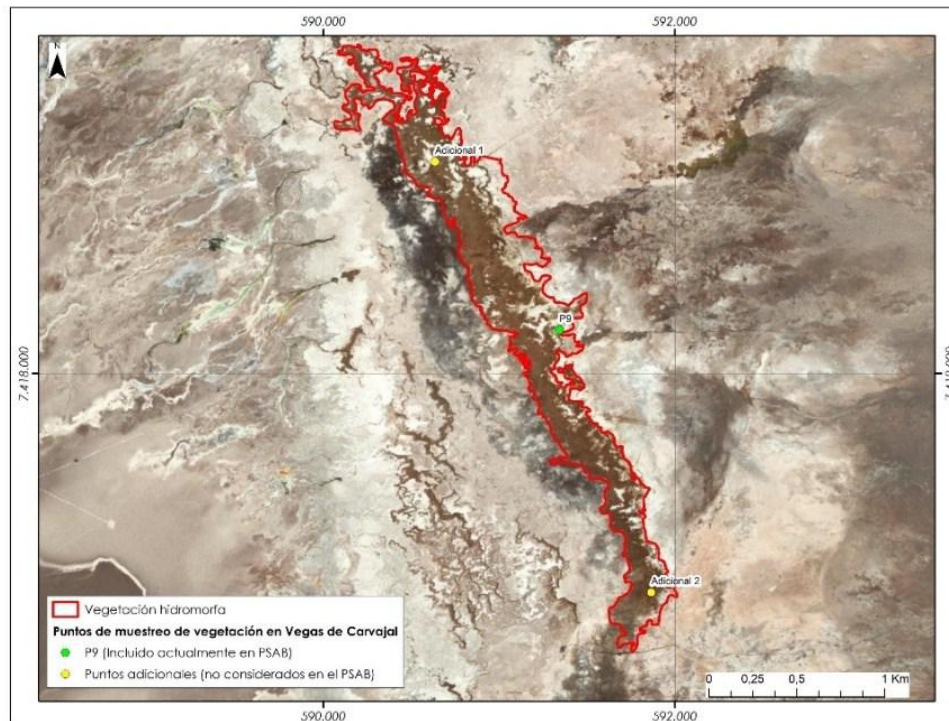 590.000
592.000
N
Adicional 1
P9
7.418.000
7.418.000
Adicional 2
Vegetación hidromorfa
Puntos de muestreo de vegetación en Vegas de Carvajal
P9 (Incluido actualmente en PSAB)
Puntos adicionales (no considerados en el PSAB)
0 0,25 0,5 1 Km
590.000
592.000